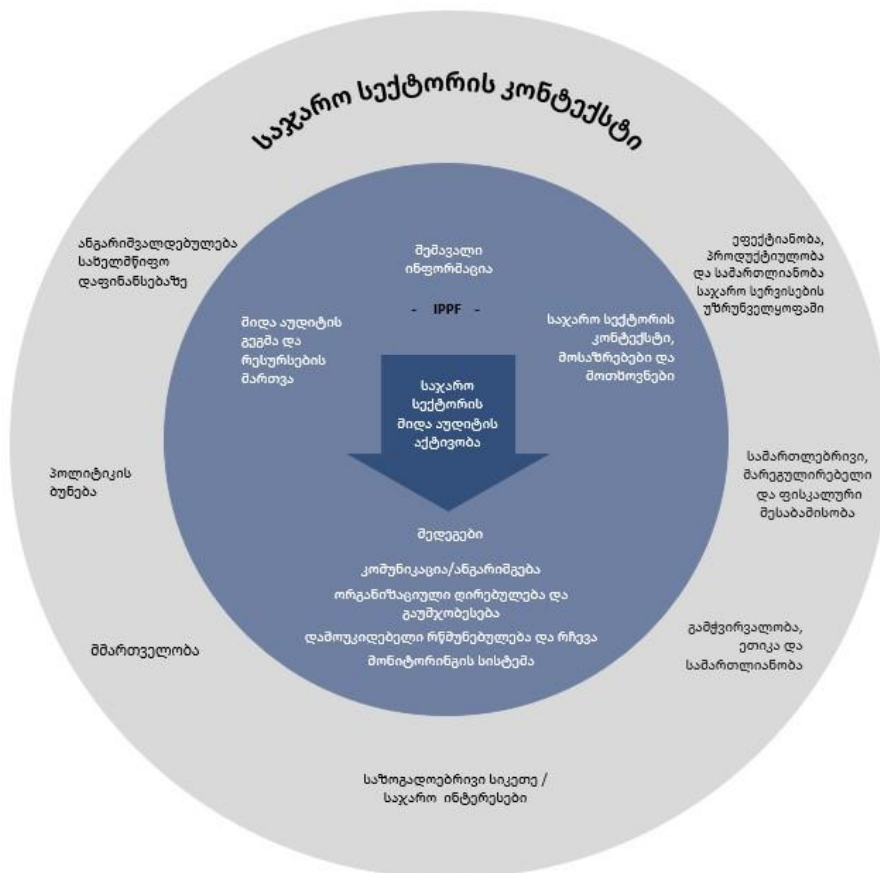 საჯარო სექტორის კონტექსტი
ანგარიშვალდებულება
სახელმწიფო
დაფინანსებაზე
ეფექტიანობა,
პროდუქტიულობა
და სამართლიანობა
საჯარო სერვისების
უზრუნველყოფაში
შემავალი
ინფორმაცია
- IPPF -
შიდა აუდიტის
გეგმა და
რესურსების
მართვა
საჯარო სექტორის
კონტექსტი,
მოსაზრებები და
მოთხოვნები
საჯარო
სექტორის
შიდა აუდიტის
აქტივობა
პოლიტიკის
ბუნება
სამართლებრივი,
მარეგულირებელი
და ფისკალური
შესაბამისობა
შედეგები
კომუნიკაცია/ანგარიშგება
ორგანიზაციული ღირებულება და
გაუმჯობესება
დამოუკიდებელი რწმუნებულება და რჩევა
მონიტორინგის სისტემა
მმართველობა
გამჭვირვალობა,
ეთიკა და
სამართლიანობა
საზოგადოებრივი სიკეთე /
საჯარო ინტერესები